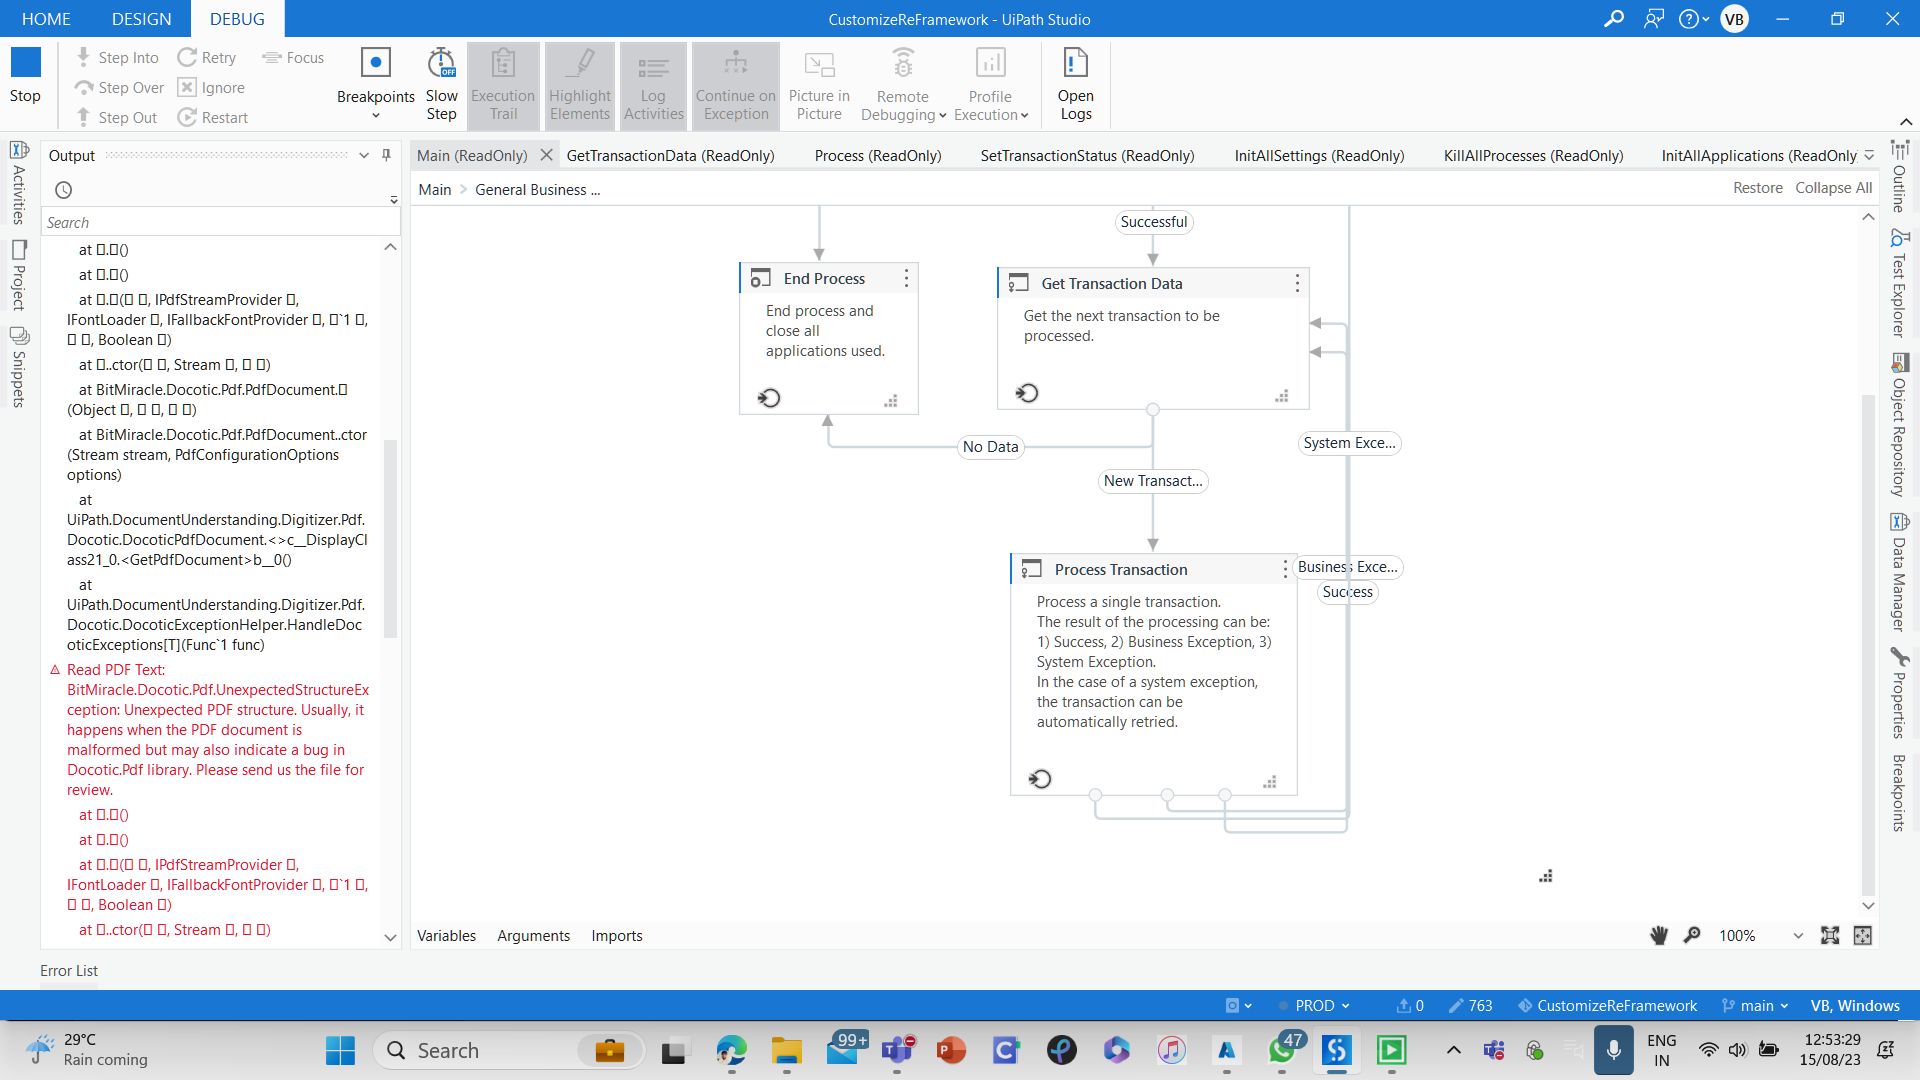 HOME
DESIGN
DEBUG
CustomizeReFramework - UiPath Studio
VB
Stop
Step Into
Step Over
Step Out
Retry
Ignore
Restart
Focus
Breakpoints
Slow
Step
OFF
Execution
Trail
Highlight
Elements
Log
Activities
Continue on
Exception
Picture in
Picture
Remote
Debugging
Profile
Execution
Open
Logs
Activities
Project
Snippets
Output
Search
at .()
at .()
at .( , IPdfStreamProvider ,
IFontLoader , IFallbackFontProvider , `1 ,
, Boolean )
at ..ctor( , Stream , )
at BitMiracle.Docotic.Pdf.PdfDocument.
(Object , , )
at BitMiracle.Docotic.Pdf.PdfDocument..ctor
(Stream stream, PdfConfigurationOptions
options)
at
UiPath.DocumentUnderstanding.Digitizer.Pdf.
Docotic.DocoticPdfDocument.<>c__DisplayCl
ass21_0.<GetPdfDocument>b__0()
at
UiPath.DocumentUnderstanding.Digitizer.Pdf.
Docotic.DocoticExceptionHelper.HandleDoc
oticExceptions[T](Func`1 func)
Read PDF Text:
BitMiracle.Docotic.Pdf.UnexpectedStructureEx
ception: Unexpected PDF structure. Usually, it
happens when the PDF document is
malformed but may also indicate a bug in
Docotic.Pdf library. Please send us the file for
review.
at .()
at .()
at .( , IPdfStreamProvider ,
IFontLoader , IFallbackFontProvider , `1 ,
, Boolean )
at ..ctor( , Stream , )
Error List
Main (ReadOnly)
GetTransactionData (ReadOnly)
Process (ReadOnly)
SetTransactionStatus (ReadOnly)
InitAllSettings (ReadOnly)
KillAllProcesses (ReadOnly)
InitAllApplications (ReadOnly)
Main > General Business ...
Restore
Collapse All
Successful
End Process
End process and
close all
applications used.
Get Transaction Data
Get the next transaction to be
processed.
No Data
System Exce...
New Transact...
Process Transaction
Process a single transaction.
The result of the processing can be:
1) Success, 2) Business Exception, 3)
System Exception.
In the case of a system exception,
the transaction can be
automatically retried.
Business Exce...
Success
Variables
Arguments
Imports
100%
Outline
Test Explorer
Object Repository
Data Manager
Properties
Breakpoints
PROD
0
763
CustomizeReFramework
main
VB, Windows
29°C
Rain coming
Search
99+
47
ENG
IN
12:53:29
15/08/23